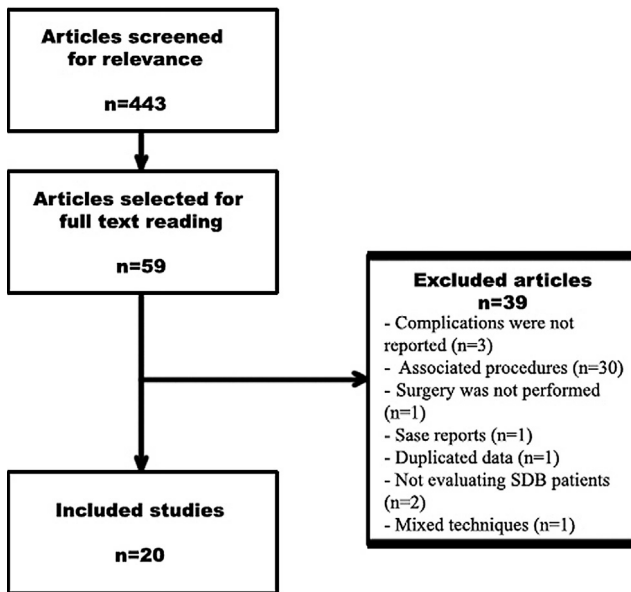 Articles screened
for relevance
n=443
Articles selected for
full text reading
n=59
Excluded articles
n=39
- Complications were not
reported (n=3)
- Associated procedures (n=30)
- Surgery was not performed
(n=1)
- Sase reports (n=1)
- Duplicated data (n=1)
- Not evaluating SDB patients
(n=2)
- Mixed techniques (n=1)
Included studies
n=20